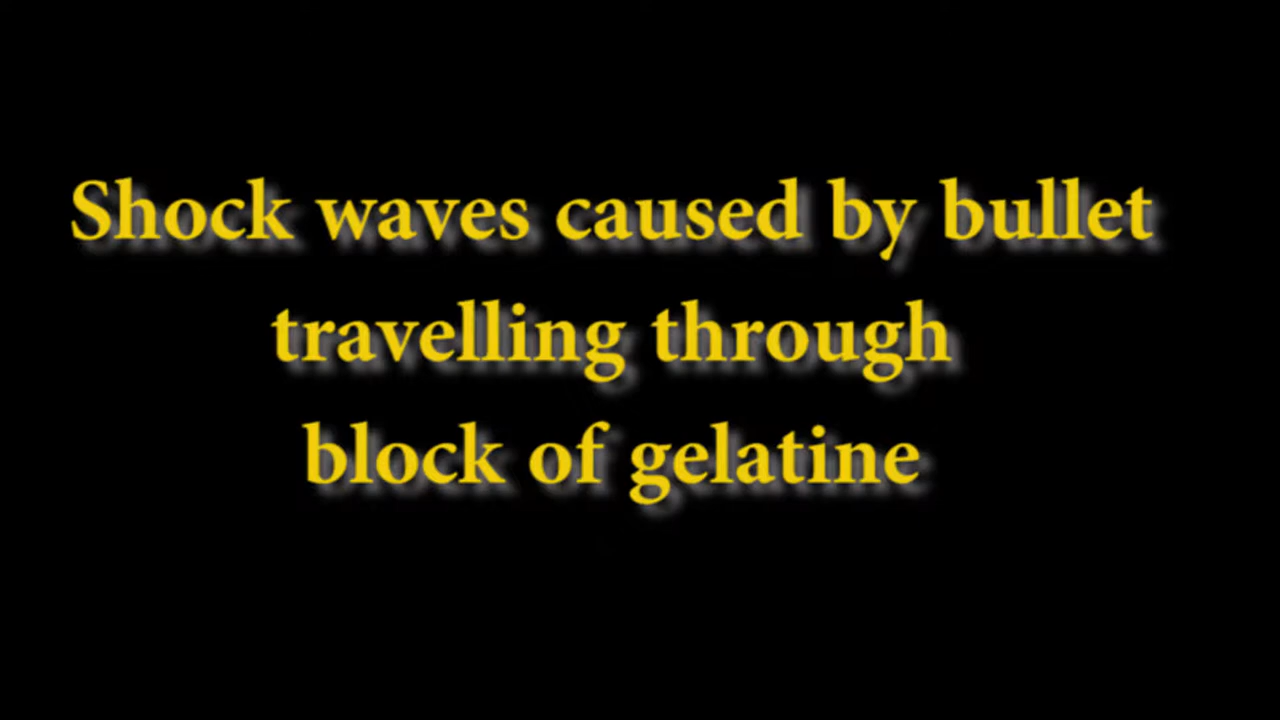 Shock waves caused by bullet
travelling through
block of gelatine